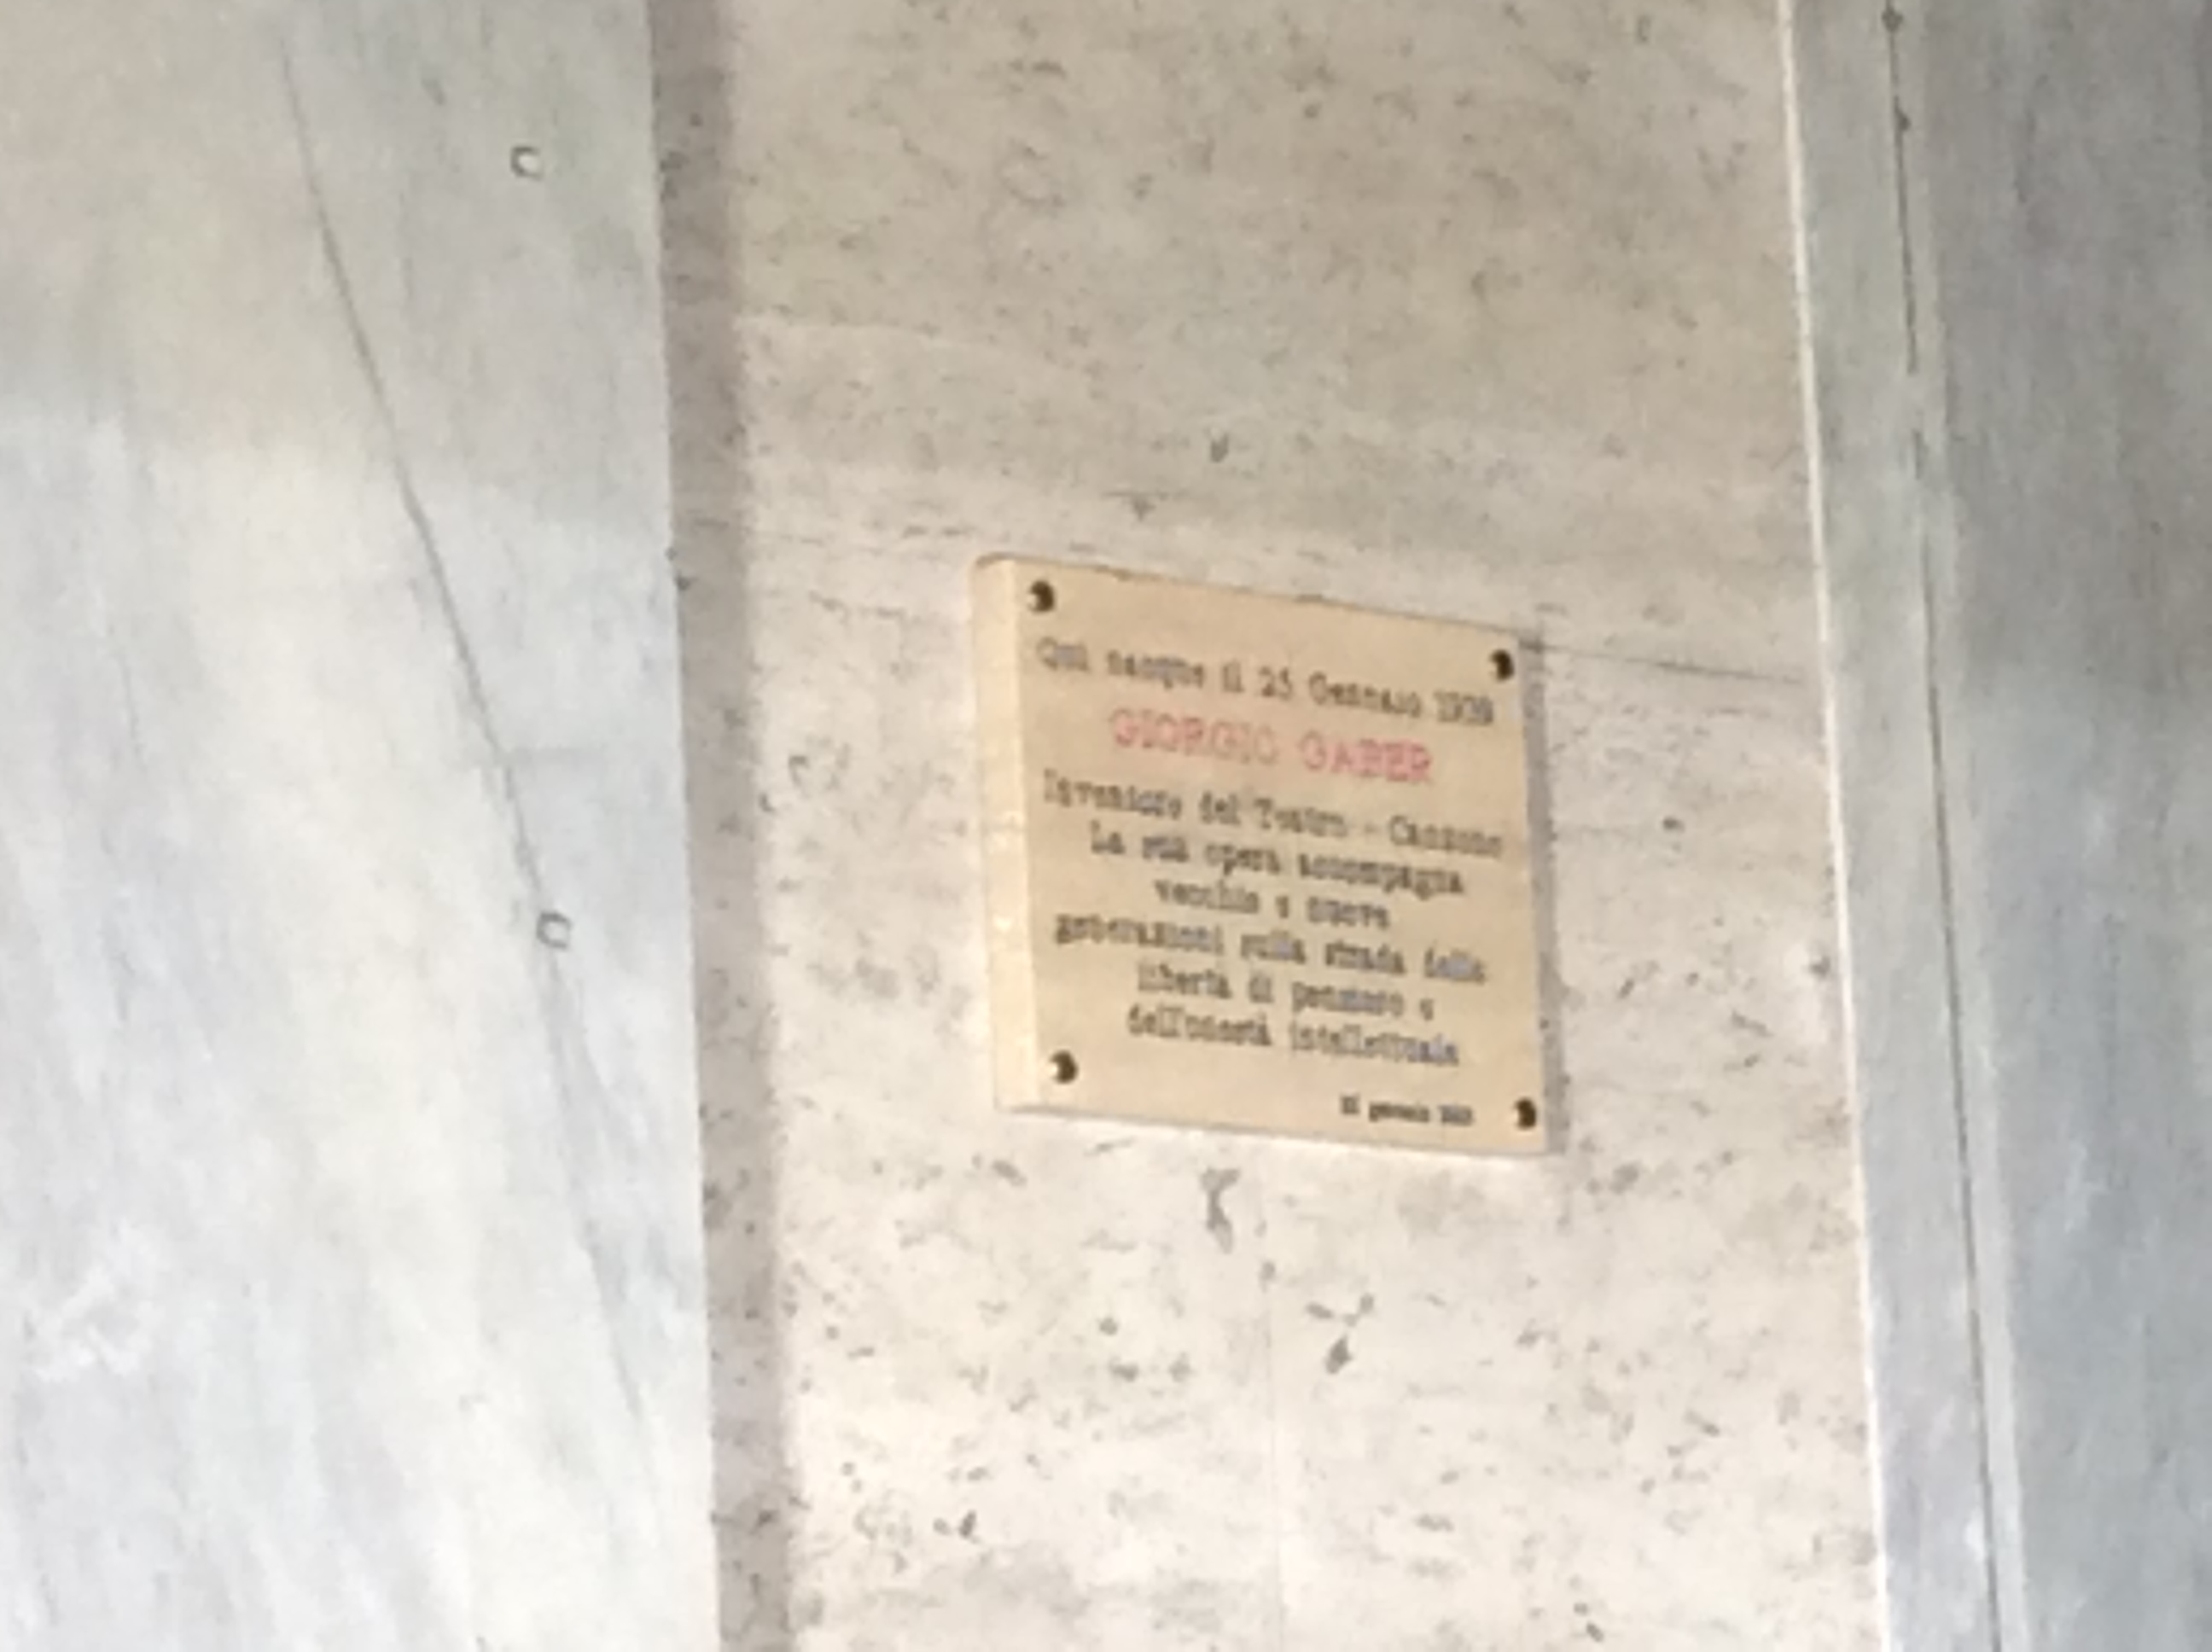 Qui nacque il 25 Gennaio 1939
GIORGIO GABER
Inventore del Teatro - Canzone
La sua opera accompagna
vecchie e nuove
generazioni sulla strada della
libertà di pensiero e
dell'onestà intellettuale
gennaio